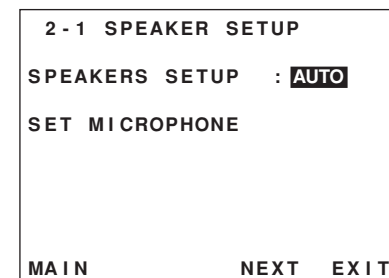 2-1 SPEAKER SETUP
SPEAKERS SETUP : AUTO
SET MICROPHONE
MAIN NEXT EXIT